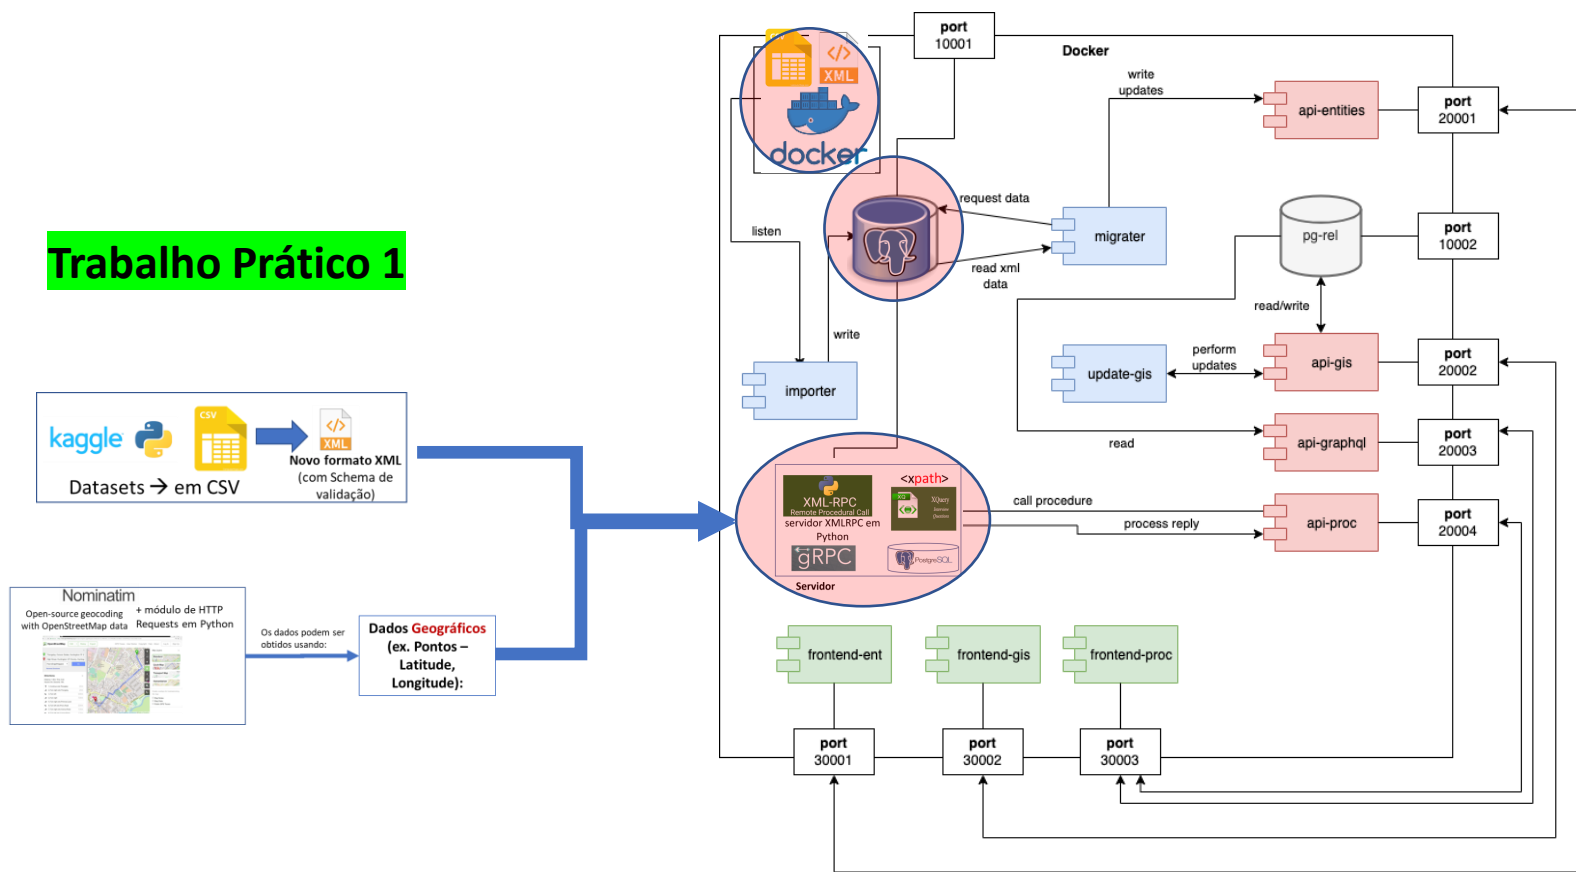 Trabalho Prático 1
kaggle
CSV
</>
XML
Novo formato XML
(com Schema de
validação)
Datasets → em CSV
Nominatim
Open-source geocoding
with OpenStreetMap data
+ módulo de HTTP
Requests em Python
Os dados podem ser
obtidos usando:
Dados Geográficos
(ex. Pontos –
Latitude,
Longitude):
port
10001
Docker
</>
XML
docker
listen
write
importer
request data
read xml
data
migrater
write
updates
api-entities
port
20001
pg-rel
port
10002
read/write
update-gis
perform
updates
api-gis
port
20002
read
api-graphql
port
20003
call procedure
process reply
api-proc
port
20004
XML-RPC
Remote Procedural Call
servidor XMLRPC em
Python
gRPC
<xpath>
XQuery
PostgreSQL
Servidor
frontend-ent
frontend-gis
frontend-proc
port
30001
port
30002
port
30003